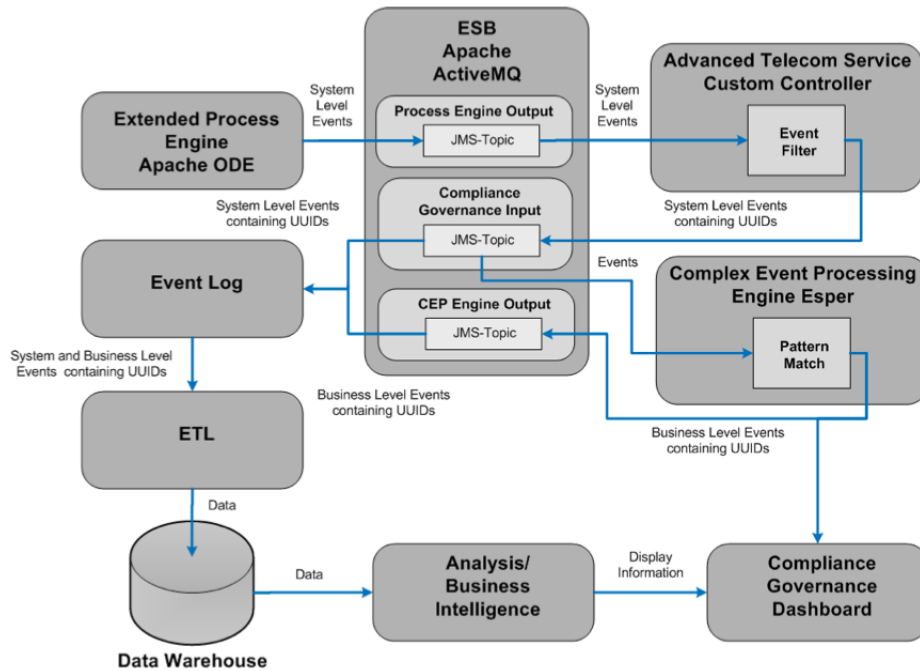 ESB
Apache
ActiveMQ
Advanced Telecom Service
Custom Controller
System
Level
Events
System
Level
Events
Process Engine Output
JMS-Topic
Event
Filter
Extended Process
Engine
Apache ODE
Compliance
Governance Input
JMS-Topic
System Level Events
containing UUIDs
System Level Events
containing UUIDs
Events
Event Log
Complex Event Processing
Engine Esper
CEP Engine Output
JMS-Topic
Pattern
Match
System and Business Level
Events containing UUIDs
Business Level Events
containing UUIDs
Business Level Events
containing UUIDs
ETL
Data
Data
Analysis/
Business
Intelligence
Display
Information
Compliance
Governance
Dashboard
Data Warehouse